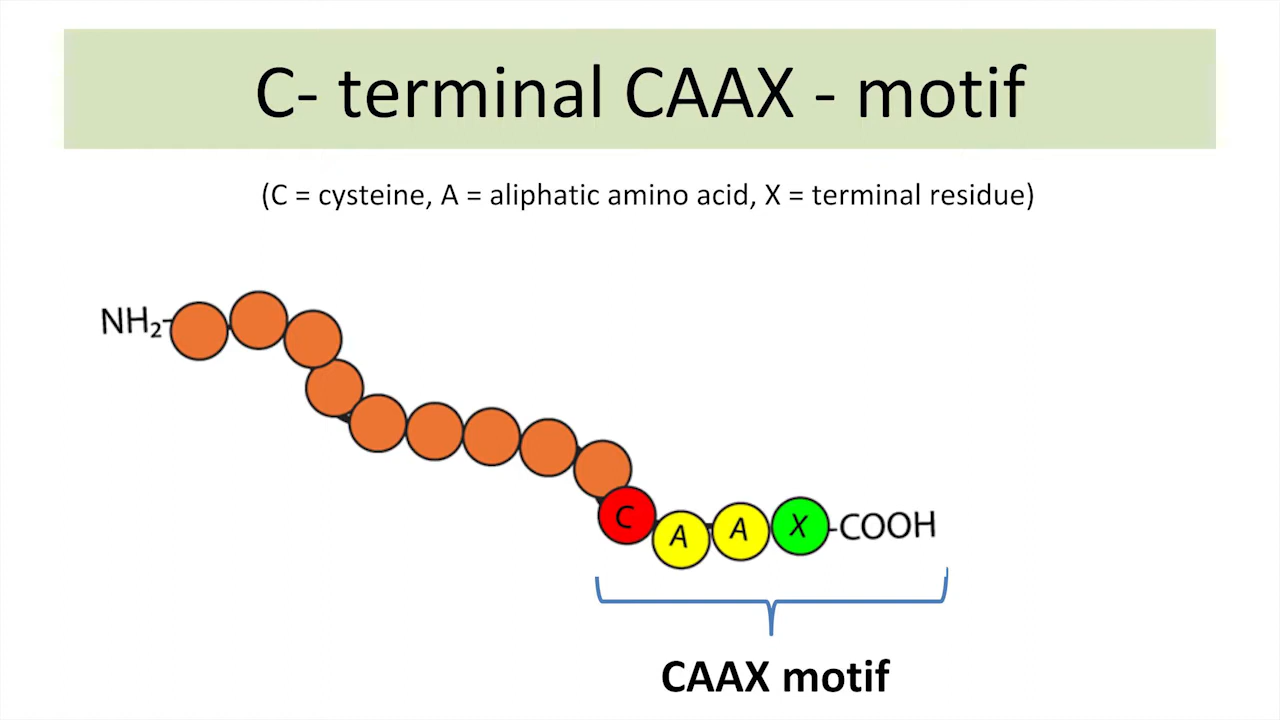 C- terminal CAAX - motif
(C = cysteine, A = aliphatic amino acid, X = terminal residue)
NH₂-
C A A X -COOH
CAAX motif